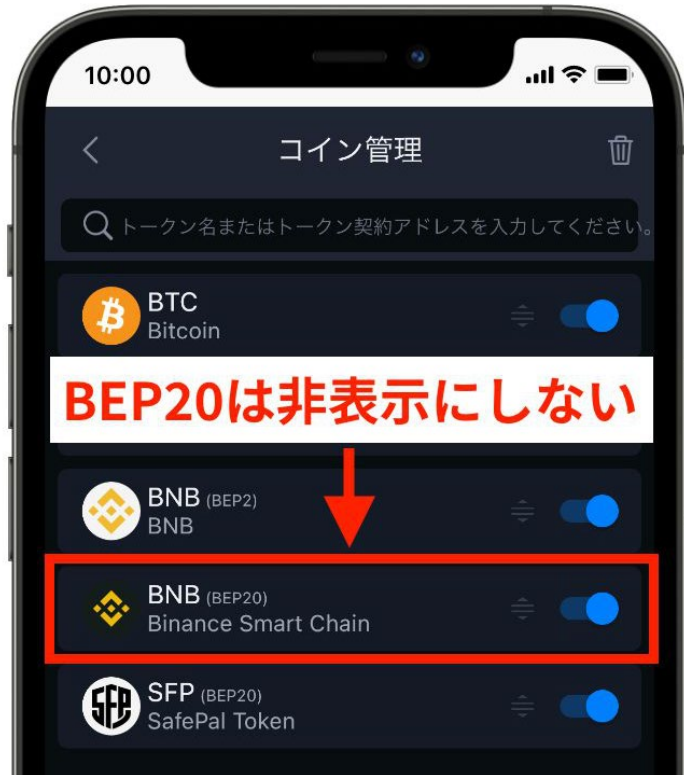 10:00
コイン管理
トークン名またはトークン契約アドレスを入力してください。
BTC
Bitcoin
BEP20は非表示にしない
BNB (BEP2)
BNB
BNB (BEP20)
Binance Smart Chain
SFP (BEP20)
SafePal Token